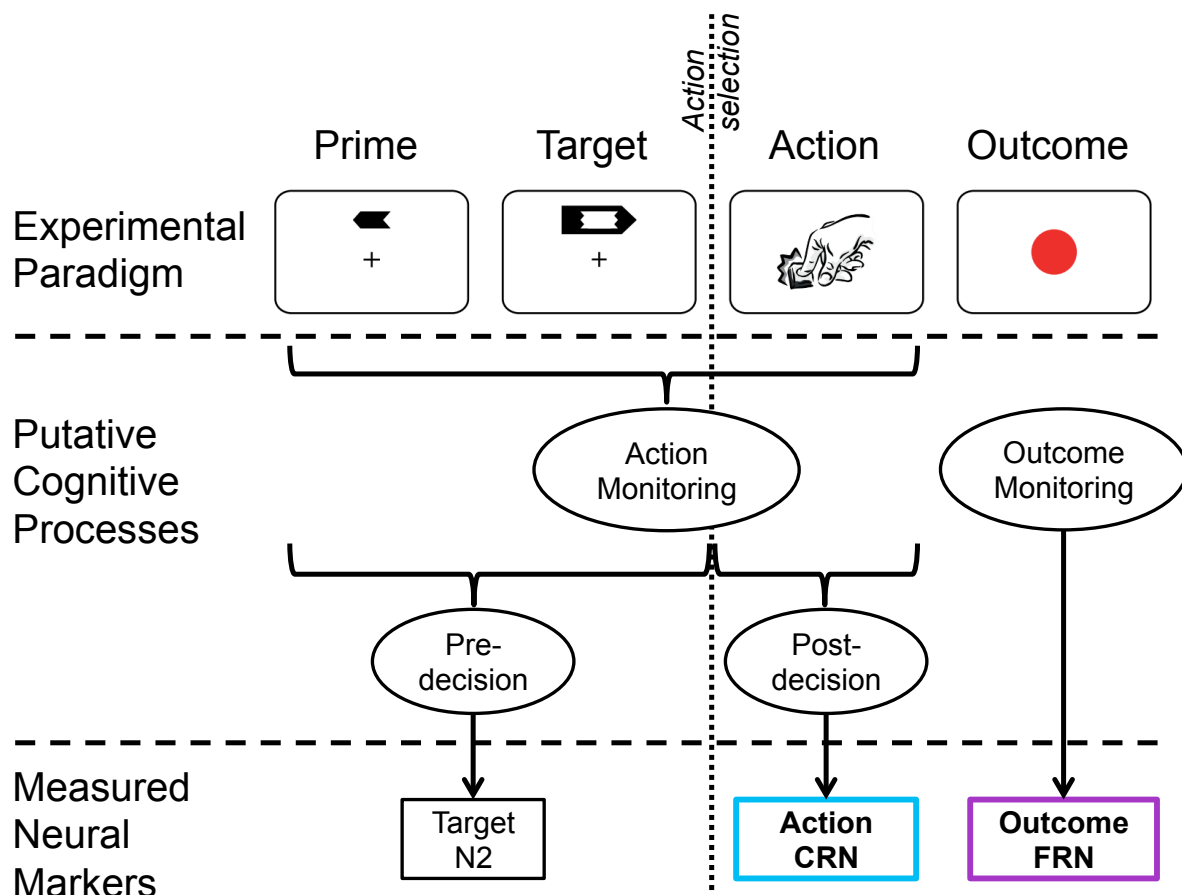 Action
selection
Prime
Target
Action
Outcome
Experimental
Paradigm
+
+
Putative
Cognitive
Processes
Action
Monitoring
Outcome
Monitoring
Pre-
decision
Post-
decision
Measured
Neural
Markers
Target
N2
Action
CRN
Outcome
FRN